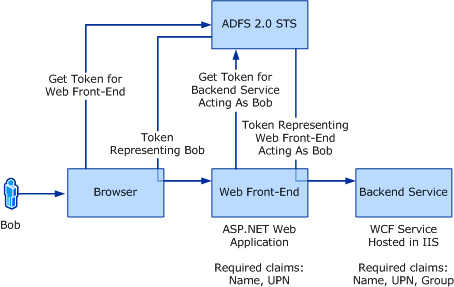 ADFS 2.0 STS
Get Token for
Web Front-End
Get Token for
Backend Service
Acting As Bob
Token
Representing Bob
Token Representing
Web Front-End
Acting As Bob
Browser
Web Front-End
Backend Service
Bob
ASP.NET Web
Application
Required claims:
Name, UPN
WCF Service
Hosted in IIS
Required claims:
Name, UPN, Group